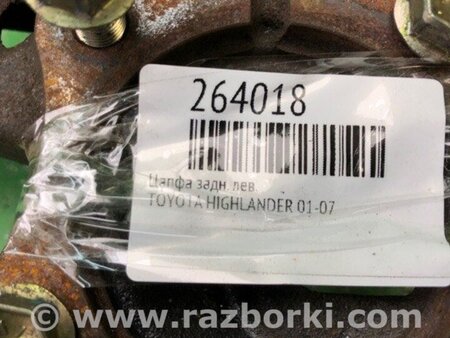 264018
Цапфа задн. лев.
TOYOTA HIGHLANDER 01-07
www.razborki.com